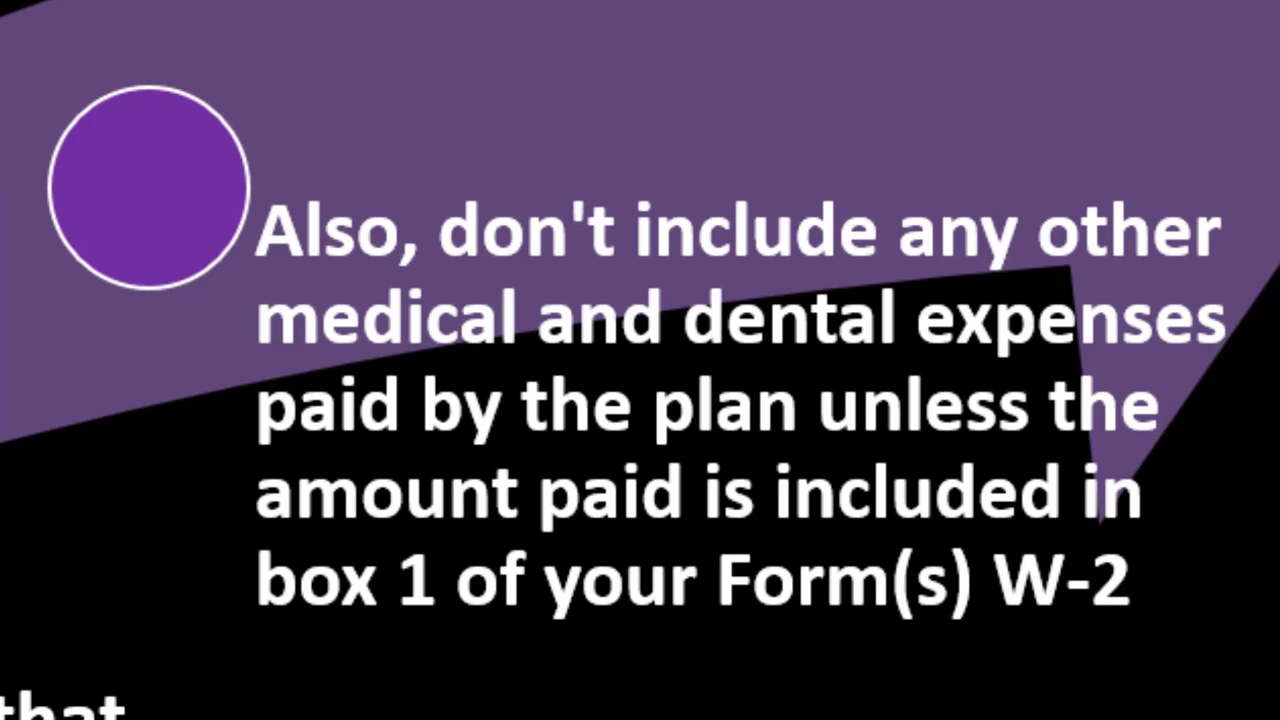 Also, don't include any other
medical and dental expenses
paid by the plan unless the
amount paid is included in
box 1 of your Form(s) W-2
that